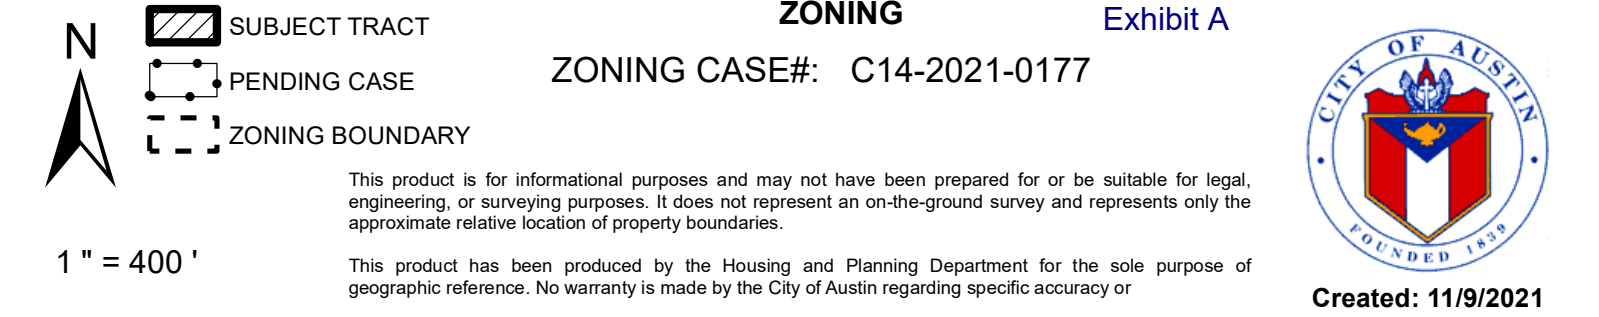 ZONING
Exhibit A
N
SUBJECT TRACT
PENDING CASE
ZONING BOUNDARY
ZONING CASE#: C14-2021-0177
This product is for informational purposes and may not have been prepared for or be suitable for legal,
engineering, or surveying purposes. It does not represent an on-the-ground survey and represents only the
approximate relative location of property boundaries.
1 " = 400 '
This product has been produced by the Housing and Planning Department for the sole purpose of
geographic reference. No warranty is made by the City of Austin regarding specific accuracy or
CITY OF AUSTIN
FOUNDED 1839
Created: 11/9/2021